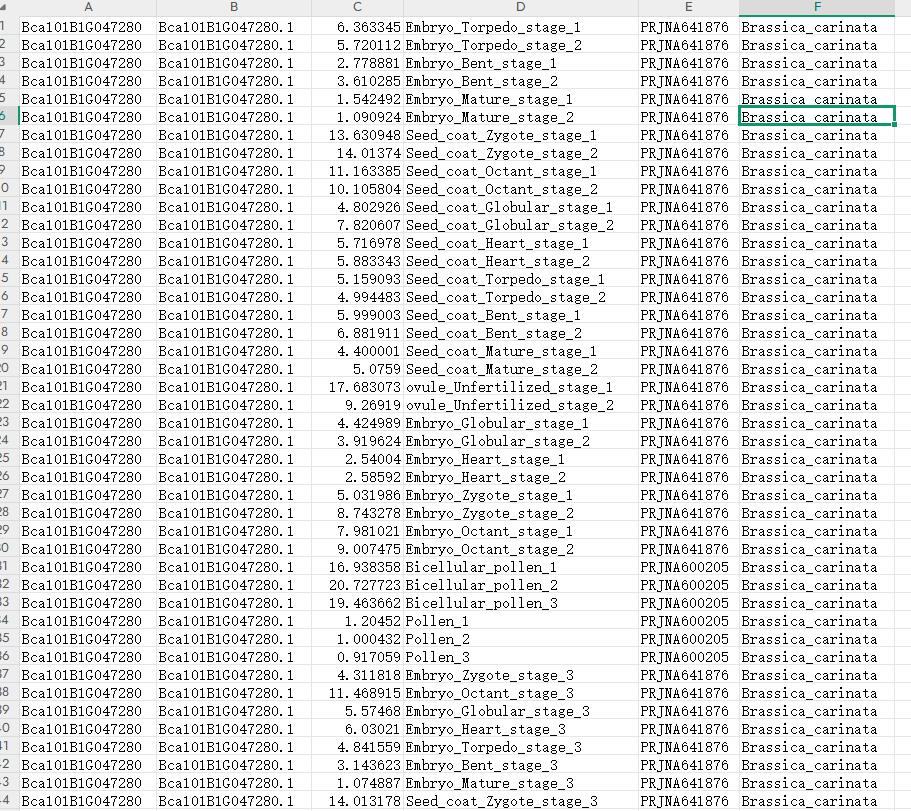 A B C D E F
1 Bca101B1G047280 Bca101B1G047280.1 6.363345 Embryo_Torpedo_stage_1 PRJNA641876 Brassica_carinata
2 Bca101B1G047280 Bca101B1G047280.1 5.720112 Embryo_Torpedo_stage_2 PRJNA641876 Brassica_carinata
3 Bca101B1G047280 Bca101B1G047280.1 2.778881 Embryo_Bent_stage_1 PRJNA641876 Brassica_carinata
4 Bca101B1G047280 Bca101B1G047280.1 3.610285 Embryo_Bent_stage_2 PRJNA641876 Brassica_carinata
5 Bca101B1G047280 Bca101B1G047280.1 1.542492 Embryo_Mature_stage_1 PRJNA641876 Brassica_carinata
6 Bca101B1G047280 Bca101B1G047280.1 1.090924 Embryo_Mature_stage_2 PRJNA641876 Brassica_carinata
7 Bca101B1G047280 Bca101B1G047280.1 13.630948 Seed_coat_Zygote_stage_1 PRJNA641876 Brassica_carinata
8 Bca101B1G047280 Bca101B1G047280.1 14.01374 Seed_coat_Zygote_stage_2 PRJNA641876 Brassica_carinata
9 Bca101B1G047280 Bca101B1G047280.1 11.163385 Seed_coat_Octant_stage_1 PRJNA641876 Brassica_carinata
0 Bca101B1G047280 Bca101B1G047280.1 10.105804 Seed_coat_Octant_stage_2 PRJNA641876 Brassica_carinata
11 Bca101B1G047280 Bca101B1G047280.1 4.802926 Seed_coat_Globular_stage_1 PRJNA641876 Brassica_carinata
2 Bca101B1G047280 Bca101B1G047280.1 7.820607 Seed_coat_Globular_stage_2 PRJNA641876 Brassica_carinata
3 Bca101B1G047280 Bca101B1G047280.1 5.716978 Seed_coat_Heart_stage_1 PRJNA641876 Brassica_carinata
4 Bca101B1G047280 Bca101B1G047280.1 5.883343 Seed_coat_Heart_stage_2 PRJNA641876 Brassica_carinata
5 Bca101B1G047280 Bca101B1G047280.1 5.159093 Seed_coat_Torpedo_stage_1 PRJNA641876 Brassica_carinata
6 Bca101B1G047280 Bca101B1G047280.1 4.994483 Seed_coat_Torpedo_stage_2 PRJNA641876 Brassica_carinata
7 Bca101B1G047280 Bca101B1G047280.1 5.999003 Seed_coat_Bent_stage_1 PRJNA641876 Brassica_carinata
8 Bca101B1G047280 Bca101B1G047280.1 6.881911 Seed_coat_Bent_stage_2 PRJNA641876 Brassica_carinata
9 Bca101B1G047280 Bca101B1G047280.1 4.400001 Seed_coat_Mature_stage_1 PRJNA641876 Brassica_carinata
20 Bca101B1G047280 Bca101B1G047280.1 5.0759 Seed_coat_Mature_stage_2 PRJNA641876 Brassica_carinata
21 Bca101B1G047280 Bca101B1G047280.1 17.683073 ovule_Unfertilized_stage_1 PRJNA641876 Brassica_carinata
22 Bca101B1G047280 Bca101B1G047280.1 9.26919 ovule_Unfertilized_stage_2 PRJNA641876 Brassica_carinata
23 Bca101B1G047280 Bca101B1G047280.1 4.424989 Embryo_Globular_stage_1 PRJNA641876 Brassica_carinata
24 Bca101B1G047280 Bca101B1G047280.1 3.919624 Embryo_Globular_stage_2 PRJNA641876 Brassica_carinata
25 Bca101B1G047280 Bca101B1G047280.1 2.54004 Embryo_Heart_stage_1 PRJNA641876 Brassica_carinata
26 Bca101B1G047280 Bca101B1G047280.1 2.58592 Embryo_Heart_stage_2 PRJNA641876 Brassica_carinata
27 Bca101B1G047280 Bca101B1G047280.1 5.031986 Embryo_Zygote_stage_1 PRJNA641876 Brassica_carinata
28 Bca101B1G047280 Bca101B1G047280.1 8.743278 Embryo_Zygote_stage_2 PRJNA641876 Brassica_carinata
29 Bca101B1G047280 Bca101B1G047280.1 7.981021 Embryo_Octant_stage_1 PRJNA641876 Brassica_carinata
30 Bca101B1G047280 Bca101B1G047280.1 9.007475 Embryo_Octant_stage_2 PRJNA641876 Brassica_carinata
31 Bca101B1G047280 Bca101B1G047280.1 16.938358 Bicellular_pollen_1 PRJNA600205 Brassica_carinata
32 Bca101B1G047280 Bca101B1G047280.1 20.727723 Bicellular_pollen_2 PRJNA600205 Brassica_carinata
33 Bca101B1G047280 Bca101B1G047280.1 19.463662 Bicellular_pollen_3 PRJNA600205 Brassica_carinata
34 Bca101B1G047280 Bca101B1G047280.1 1.20452 Pollen_1 PRJNA600205 Brassica_carinata
35 Bca101B1G047280 Bca101B1G047280.1 1.000432 Pollen_2 PRJNA600205 Brassica_carinata
36 Bca101B1G047280 Bca101B1G047280.1 0.917059 Pollen_3 PRJNA600205 Brassica_carinata
37 Bca101B1G047280 Bca101B1G047280.1 4.311818 Embryo_Zygote_stage_3 PRJNA641876 Brassica_carinata
38 Bca101B1G047280 Bca101B1G047280.1 11.468915 Embryo_Octant_stage_3 PRJNA641876 Brassica_carinata
39 Bca101B1G047280 Bca101B1G047280.1 5.57468 Embryo_Globular_stage_3 PRJNA641876 Brassica_carinata
40 Bca101B1G047280 Bca101B1G047280.1 6.03021 Embryo_Heart_stage_3 PRJNA641876 Brassica_carinata
41 Bca101B1G047280 Bca101B1G047280.1 4.841559 Embryo_Torpedo_stage_3 PRJNA641876 Brassica_carinata
42 Bca101B1G047280 Bca101B1G047280.1 3.143623 Embryo_Bent_stage_3 PRJNA641876 Brassica_carinata
43 Bca101B1G047280 Bca101B1G047280.1 1.074887 Embryo_Mature_stage_3 PRJNA641876 Brassica_carinata
44 Bca101B1G047280 Bca101B1G047280.1 14.013178 Seed_coat_Zygote_stage_3 PRJNA641876 Brassica_carinata